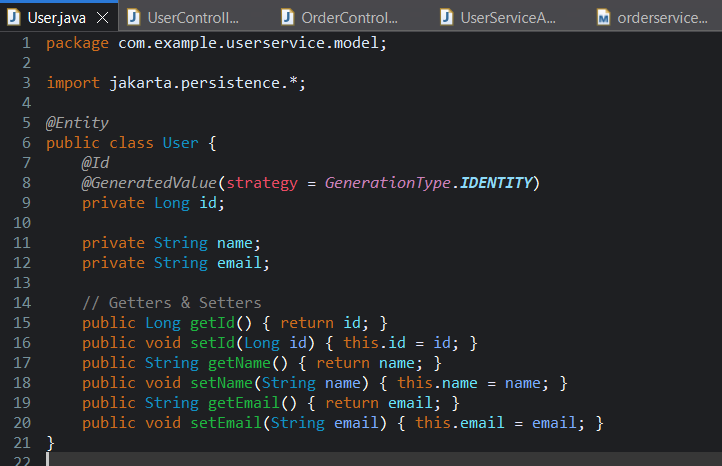 User.java UserControll... OrderControl... UserServiceA... orderservice...
1 package com.example.userservice.model;
2
3 import jakarta.persistence.*;
4
5 @Entity
6 public class User {
7     @Id
8     @GeneratedValue(strategy = GenerationType.IDENTITY)
9     private Long id;
10
11     private String name;
12     private String email;
13
14     // Getters & Setters
15     public Long getId() { return id; }
16     public void setId(Long id) { this.id = id; }
17     public String getName() { return name; }
18     public void setName(String name) { this.name = name; }
19     public String getEmail() { return email; }
20     public void setEmail(String email) { this.email = email; }
21 }
22